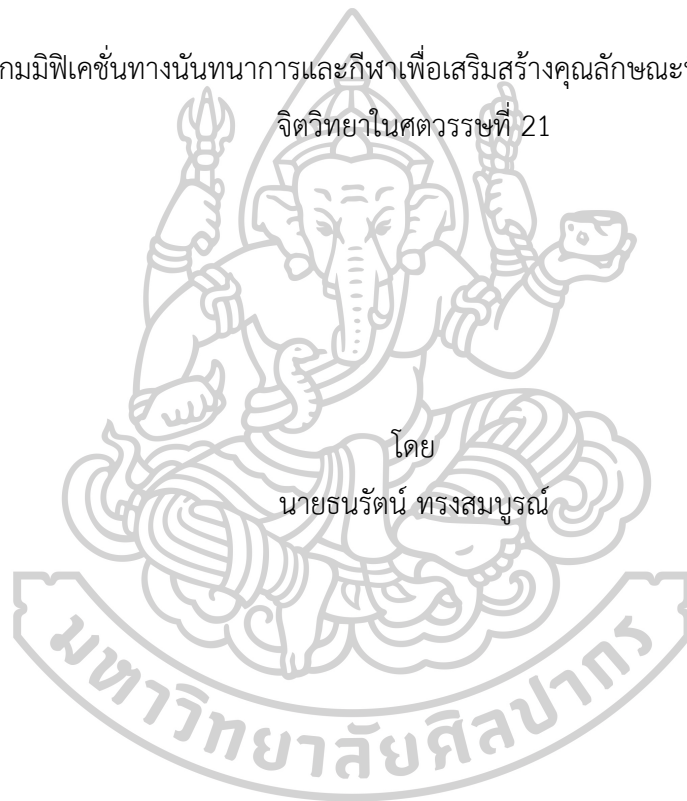 กมมิฟิเคชั่นทางนันทนาการและกีฬาเพื่อเสริมสร้างคุณลักษณะ
จิตวิทยาในศตวรรษที่ 21
โดย
นายธนรัตน์ ทรงสมบูรณ์
มหาวิทยาลัยศิลปากร